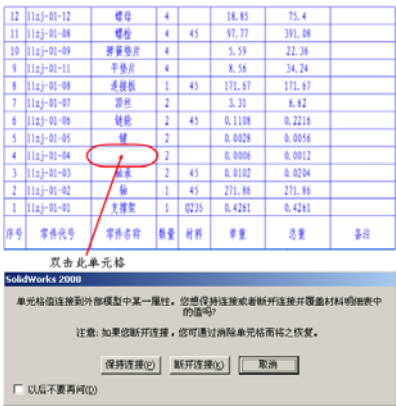 12 11zj-01-12 螺母 4 18.85 75.4
11 11zj-01-08 螺栓 4 45 97.77 391.08
10 11zj-01-09 弹簧垫片 4 5.59 22.36
9 11zj-01-11 平垫片 4 8.56 34.24
8 11zj-01-08 连接板 1 45 171.67 171.67
7 11zj-01-07 顶丝 2 3.31 6.62
6 11zj-01-06 链轮 2 45 0.1108 0.2216
5 11zj-01-05 键 2 0.0028 0.0056
4 11zj-01-04 2 0.0006 0.0012
3 11zj-01-03 轴承 2 45 0.0102 0.0204
2 11zj-01-02 轴 1 45 271.86 271.86
1 11zj-01-01 支撑架 1 Q235 0.4261 0.4261
序号 零件代号 零件名称 数量 材料 单重 总重 备注
双击此单元格
SolidWorks 2008
单元格值连接到外部模型中某一属性。您想保持连接或者断开连接并覆盖材料明细表中
的值吗?
注意: 如果您断开连接，您可通过消除单元格而将之恢复。
保持连接(P) 断开连接(K) 取消
以后不要再问(D)